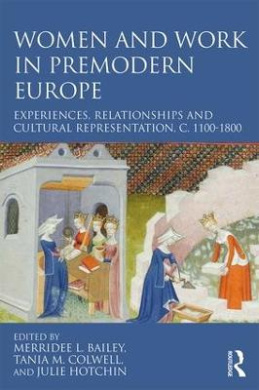 WOMEN AND WORK
IN PREMODERN
EUROPE
EXPERIENCES, RELATIONSHIPS AND
CULTURAL REPRESENTATION, C. 1100-1800
EDITED BY
MERRIDEE L. BAILEY,
TANIA M. COLWELL,
AND JULIE HOTCHIN
R
ROUTLEDGE